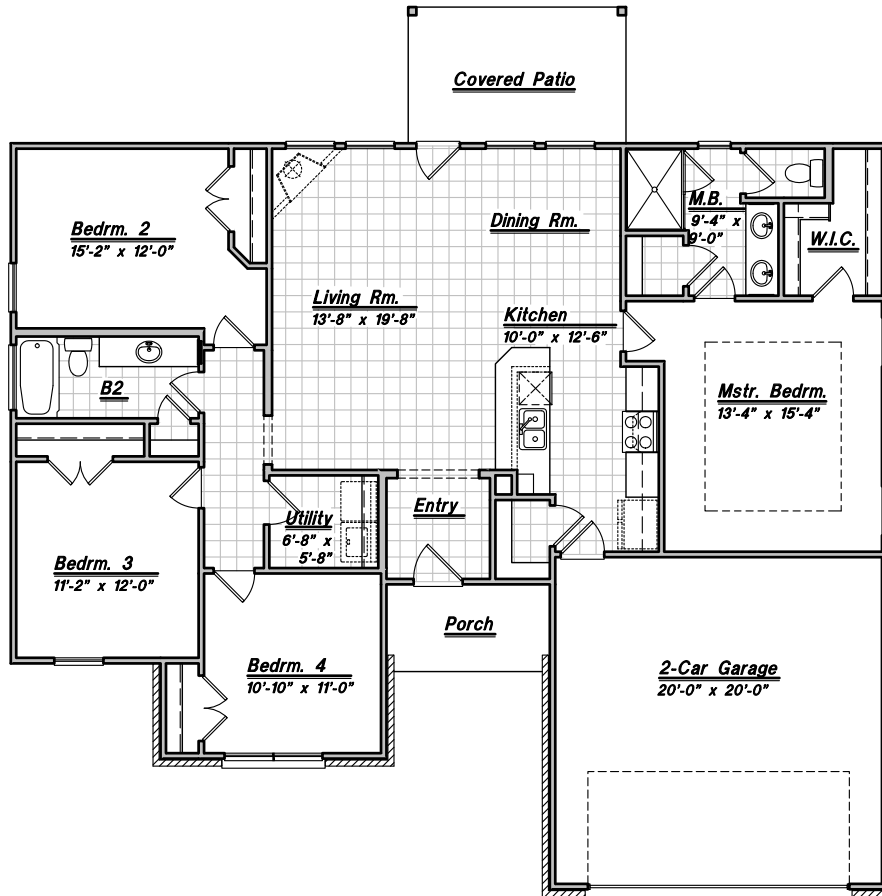 Covered Patio
Bedrm. 2
15'-2" x 12'-0"
Dining Rm.
M.B.
9'-4" x
9'-0"
W.I.C.
Living Rm.
13'-8" x 19'-8"
Kitchen
10'-0" x 12'-6"
B2
Mstr. Bedrm.
13'-4" x 15'-4"
Utility
6'-8" x
5'-8"
Entry
Bedrm. 3
11'-2" x 12'-0"
Porch
Bedrm. 4
10'-10" x 11'-0"
2-Car Garage
20'-0" x 20'-0"